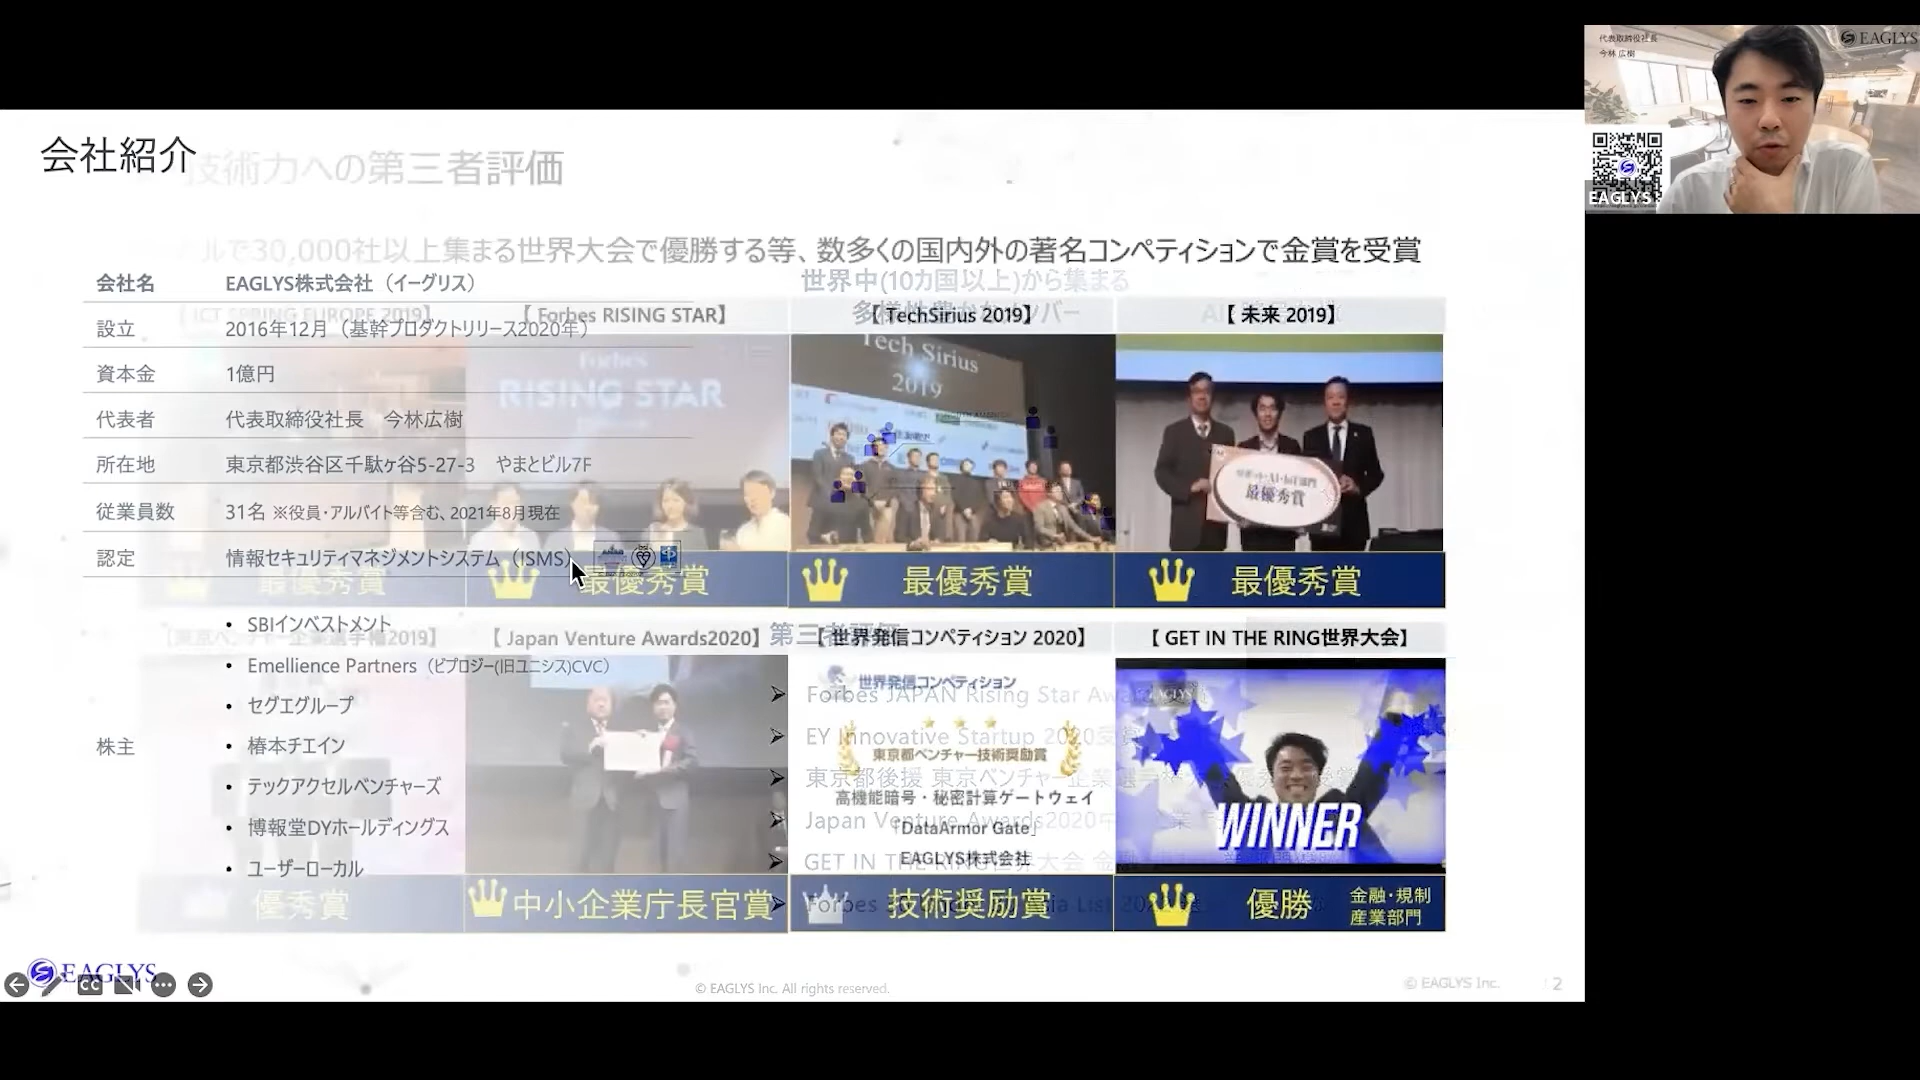 代表取締役社長
今林 広樹
EAGLYS
EAGLYS
会社紹介
技術力への第三者評価
ルで30,000社以上集まる世界大会で優勝する等、数多くの国内外の著名コンペティションで金賞を受賞
世界中(10カ国以上)から集まる
多様性豊かなメンバー
会社名 EAGLYS株式会社（イーグリス）
設立 2016年12月（基幹プロダクトリリース2020年）
資本金 1億円
代表者 代表取締役社長　今林広樹
所在地 東京都渋谷区千駄ヶ谷5-27-3　やまとビル7F
従業員数 31名 ※役員・アルバイト等含む、2021年8月現在
認定 情報セキュリティマネジメントシステム（ISMS）
株主
• SBIインベストメント
• Emellience Partners（ビプロジー(旧ユニシス)CVC）
• セグエグループ
• 椿本チエイン
• テックアクセルベンチャーズ
• 博報堂DYホールディングス
• ユーザーローカル
【 ICT SPRING EUROPE 2019】
【 Forbes RISING STAR】
【 TechSirius 2019】
【 未来 2019】
Forbes
RISING STAR
Tech Sirius
2019
最優秀賞
最優秀賞
最優秀賞
最優秀賞
最優秀賞
【東京ベンチャー企業選手権2019】
【 Japan Venture Awards2020】
【 世界発信コンペティション 2020】
【 GET IN THE RING世界大会】
第三者評価
世界発信コンペティション
東京都ベンチャー技術奨励賞
高機能暗号・秘密計算ゲートウェイ
「DataArmor Gate」
EAGLYS株式会社
➢ Forbes JAPAN Rising Star
➢ EY Innovative Startup 2020
➢ 東京都後援 東京ベンチャー企業選手権
➢ Japan Venture Awards2020
➢ GET IN THE RING世界大会
EAGLYS
WINNER
優秀賞
中小企業庁長官賞
技術奨励賞
優勝
金融・規制
産業部門
EAGLYS
CC
© EAGLYS Inc. All rights reserved.
© EAGLYS Inc.
2